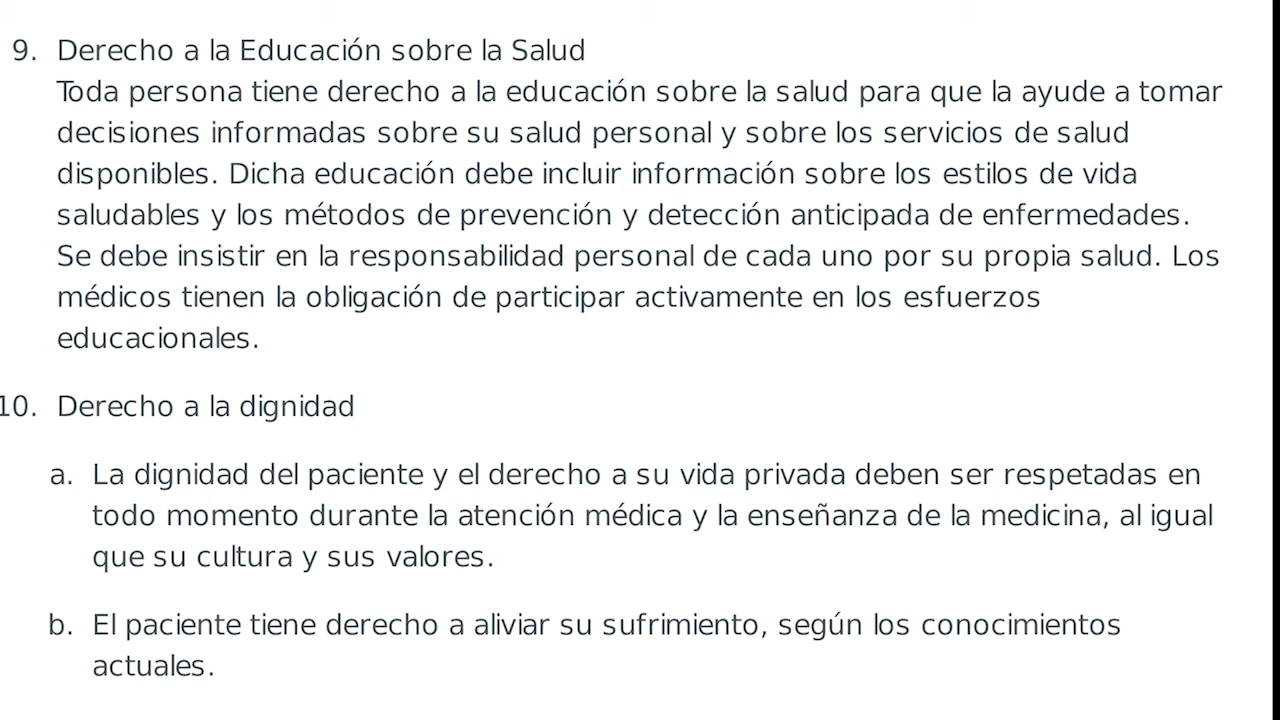 9. Derecho a la Educación sobre la Salud
Toda persona tiene derecho a la educación sobre la salud para que la ayude a tomar
decisiones informadas sobre su salud personal y sobre los servicios de salud
disponibles. Dicha educación debe incluir información sobre los estilos de vida
saludables y los métodos de prevención y detección anticipada de enfermedades.
Se debe insistir en la responsabilidad personal de cada uno por su propia salud. Los
médicos tienen la obligación de participar activamente en los esfuerzos
educacionales.
10. Derecho a la dignidad
a. La dignidad del paciente y el derecho a su vida privada deben ser respetadas en
todo momento durante la atención médica y la enseñanza de la medicina, al igual
que su cultura y sus valores.
b. El paciente tiene derecho a aliviar su sufrimiento, según los conocimientos
actuales.